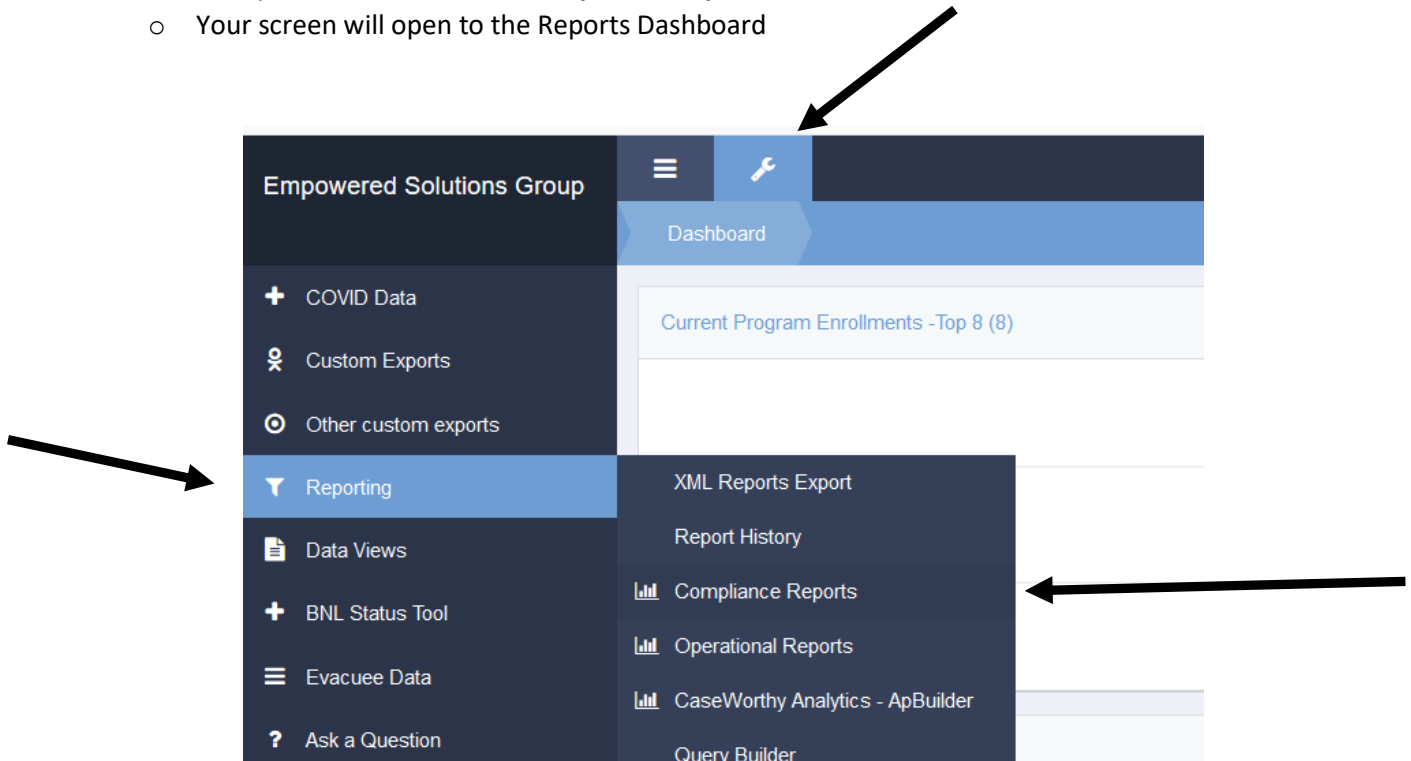 o Your screen will open to the Reports Dashboard
Empowered Solutions Group
Dashboard
COVID Data
Current Program Enrollments -Top 8 (8)
Custom Exports
Other custom exports
Reporting
XML Reports Export
Report History
Data Views
Compliance Reports
BNL Status Tool
Operational Reports
Evacuee Data
CaseWorthy Analytics - ApBuilder
? Ask a Question
Query Builder